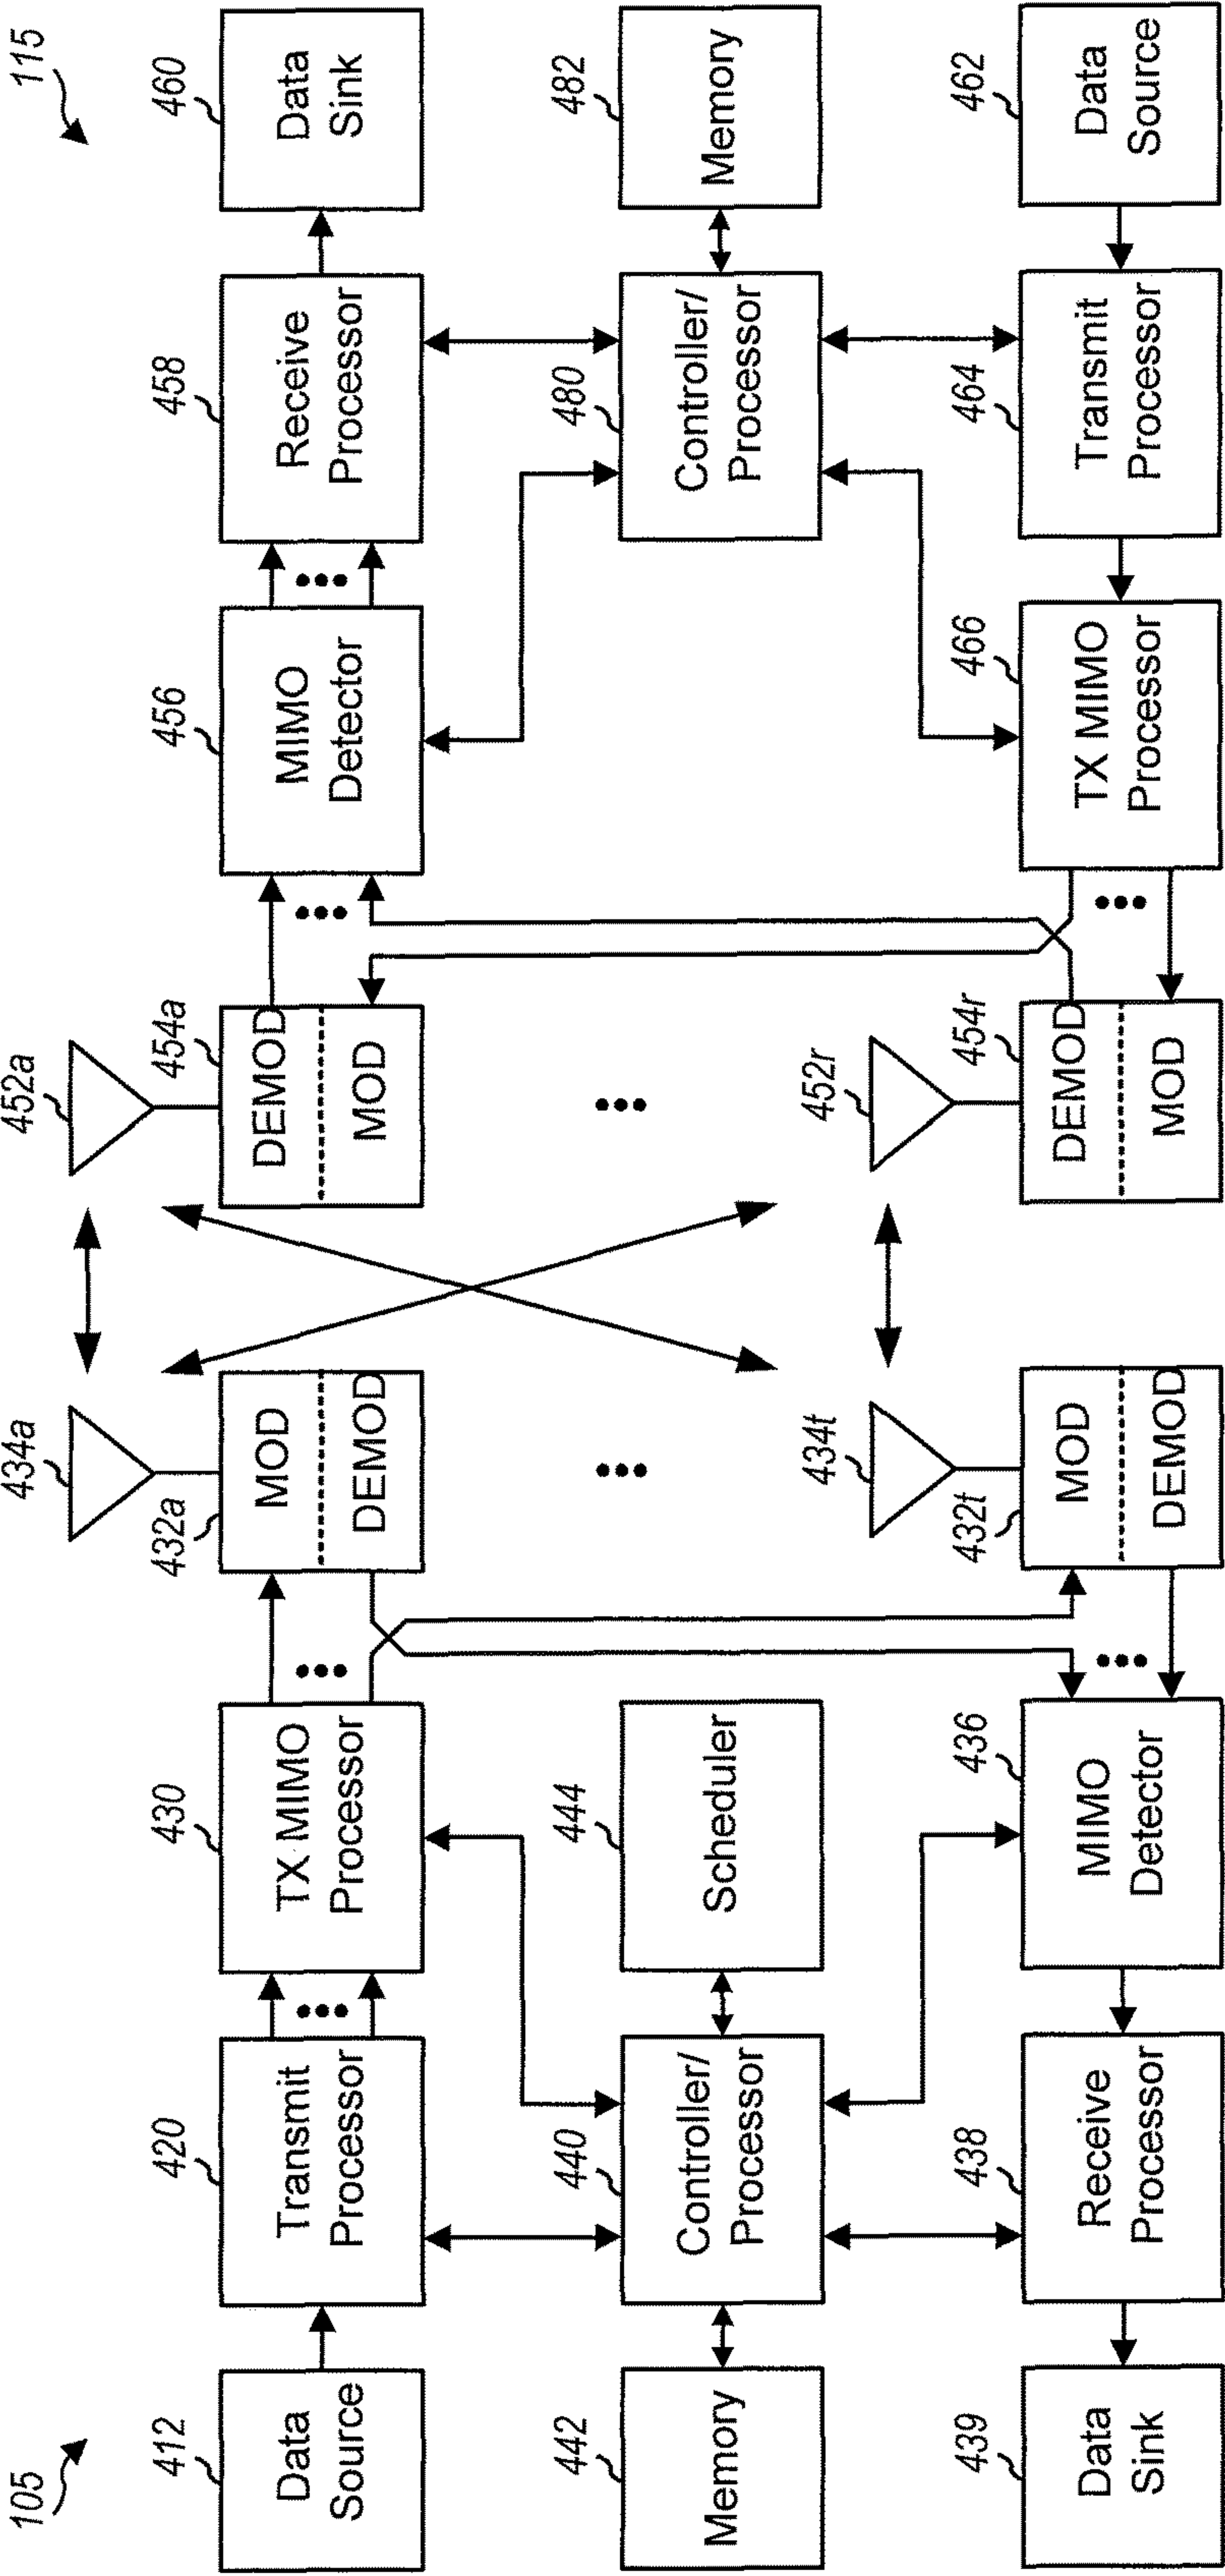 105
115
434a
452a
412
420
430
432a
454a
456
458
460
Data
Source
Transmit
Processor
TX MIMO
Processor
MOD
DEMOD
DEMOD
MOD
MIMO
Detector
Receive
Processor
Data
Sink
442
440
444
480
482
Memory
Controller/
Processor
Scheduler
Controller/
Processor
Memory
434t
452r
439
438
436
432t
454r
466
464
462
Data
Sink
Receive
Processor
MIMO
Detector
MOD
DEMOD
DEMOD
MOD
TX MIMO
Processor
Transmit
Processor
Data
Source